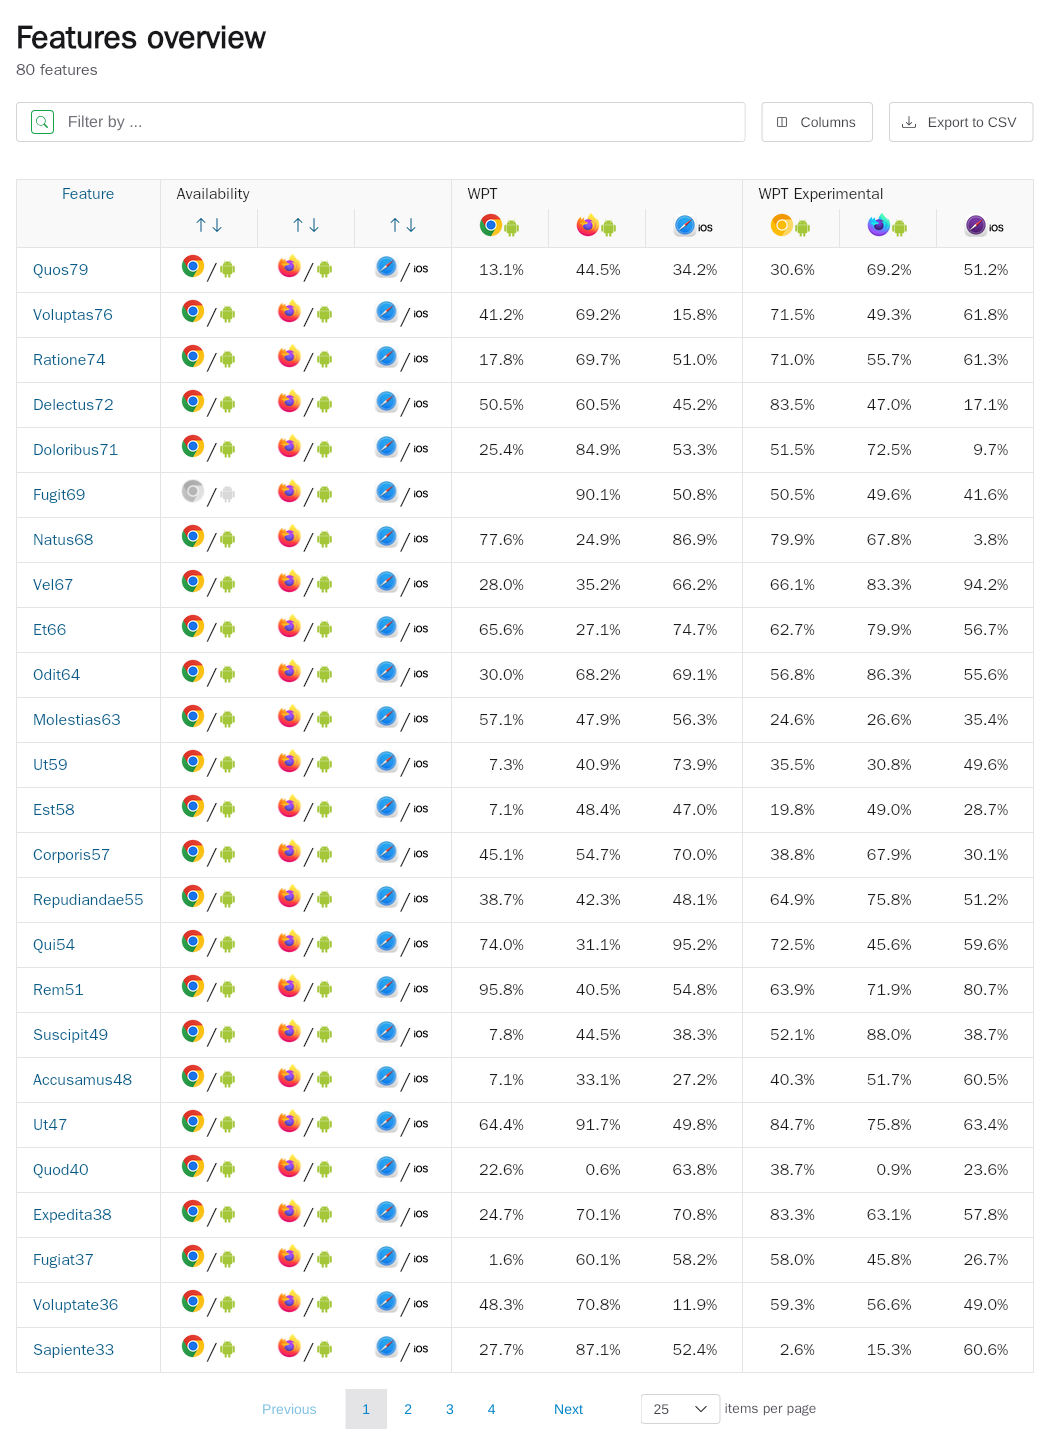 Features overview
80 features
Filter by ...
Columns
Export to CSV
Feature Availability WPT WPT Experimental
iOS iOS
Quos79 / / / iOS 13.1% 44.5% 34.2% 30.6% 69.2% 51.2%
Voluptas76 / / / iOS 41.2% 69.2% 15.8% 71.5% 49.3% 61.8%
Ratione74 / / / iOS 17.8% 69.7% 51.0% 71.0% 55.7% 61.3%
Delectus72 / / / iOS 50.5% 60.5% 45.2% 83.5% 47.0% 17.1%
Doloribus71 / / / iOS 25.4% 84.9% 53.3% 51.5% 72.5% 9.7%
Fugit69 / / / iOS 90.1% 50.8% 50.5% 49.6% 41.6%
Natus68 / / / iOS 77.6% 24.9% 86.9% 79.9% 67.8% 3.8%
Vel67 / / / iOS 28.0% 35.2% 66.2% 66.1% 83.3% 94.2%
Et66 / / / iOS 65.6% 27.1% 74.7% 62.7% 79.9% 56.7%
Odit64 / / / iOS 30.0% 68.2% 69.1% 56.8% 86.3% 55.6%
Molestias63 / / / iOS 57.1% 47.9% 56.3% 24.6% 26.6% 35.4%
Ut59 / / / iOS 7.3% 40.9% 73.9% 35.5% 30.8% 49.6%
Est58 / / / iOS 7.1% 48.4% 47.0% 19.8% 49.0% 28.7%
Corporis57 / / / iOS 45.1% 54.7% 70.0% 38.8% 67.9% 30.1%
Repudiandae55 / / / iOS 38.7% 42.3% 48.1% 64.9% 75.8% 51.2%
Qui54 / / / iOS 74.0% 31.1% 95.2% 72.5% 45.6% 59.6%
Rem51 / / / iOS 95.8% 40.5% 54.8% 63.9% 71.9% 80.7%
Suscipit49 / / / iOS 7.8% 44.5% 38.3% 52.1% 88.0% 38.7%
Accusamus48 / / / iOS 7.1% 33.1% 27.2% 40.3% 51.7% 60.5%
Ut47 / / / iOS 64.4% 91.7% 49.8% 84.7% 75.8% 63.4%
Quod40 / / / iOS 22.6% 0.6% 63.8% 38.7% 0.9% 23.6%
Expedita38 / / / iOS 24.7% 70.1% 70.8% 83.3% 63.1% 57.8%
Fugiat37 / / / iOS 1.6% 60.1% 58.2% 58.0% 45.8% 26.7%
Voluptate36 / / / iOS 48.3% 70.8% 11.9% 59.3% 56.6% 49.0%
Sapiente33 / / / iOS 27.7% 87.1% 52.4% 2.6% 15.3% 60.6%
Previous 1 2 3 4 Next 25 items per page